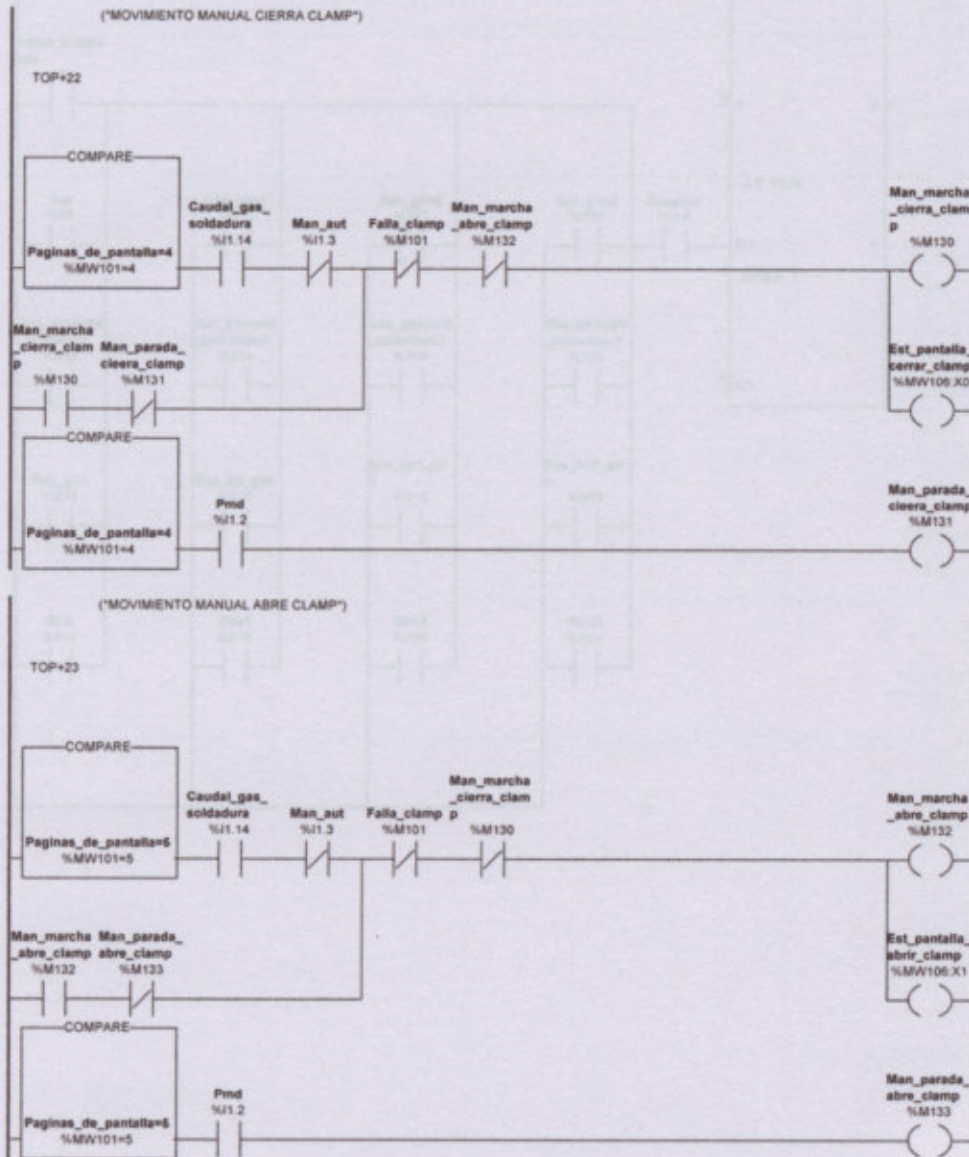 ("MOVIMIENTO MANUAL CIERRA CLAMP")
TOP+22
COMPARE
Paginas_de_pantalla=4
%MW101=4
Caudal_gas_
soldadura
%I1.14
Man_aut
%I1.3
Falla_clamp
%M101
Man_marcha
_abre_clamp
%M132
Man_marcha
_cierra_clam
p
%M130
Man_marcha
_cierra_clam
p
%M130
Man_parada_
cieera_clamp
%M131
Est_pantalla_
cerrar_clamp
%MW106:X0
COMPARE
Paginas_de_pantalla=4
%MW101=4
Pmd
%I1.2
Man_parada_
cieera_clamp
%M131
("MOVIMIENTO MANUAL ABRE CLAMP")
TOP+23
COMPARE
%MW101=5
Caudal_gas_
soldadura
%I1.14
Man_aut
%I1.3
Falla_clamp
%M101
Man_marcha
_cierra_clam
p
%M130
Man_marcha
_abre_clamp
%M132
Man_marcha
_abre_clamp
%M132
Man_parada_
abre_clamp
%M133
Est_pantalla_
abrir_clamp
%MW106:X1
COMPARE
%MW101=5
Pmd
%I1.2
Man_parada_
abre_clamp
%M133